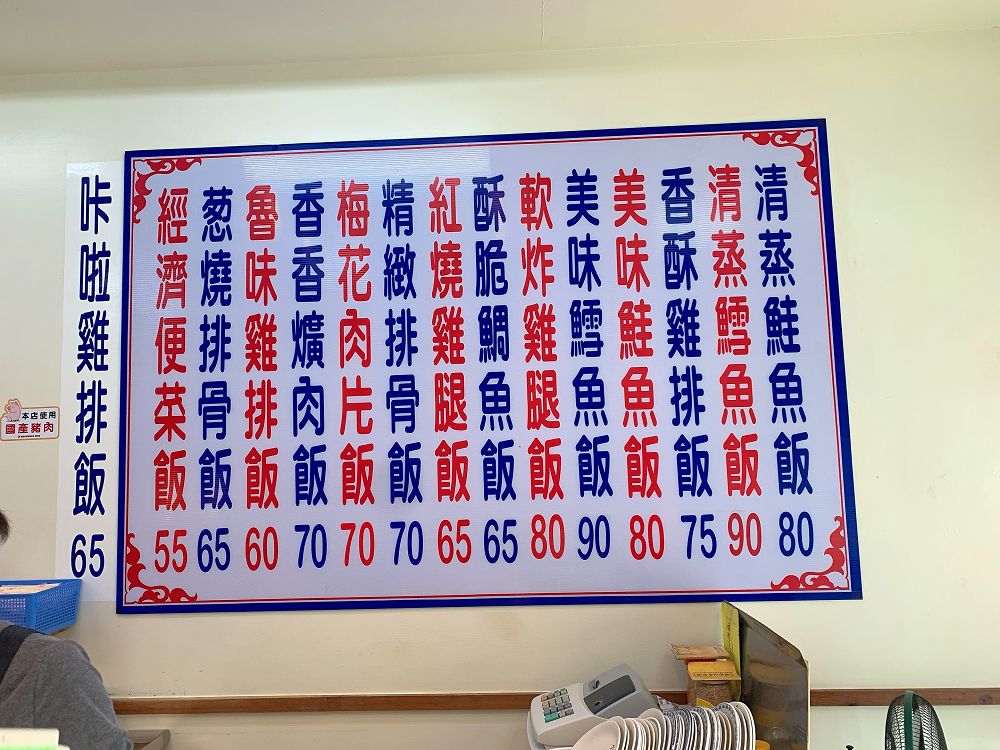 清蒸鮭魚飯 80
清蒸鱈魚飯 90
香酥雞排飯 75
美味鮭魚飯 80
美味鱈魚飯 90
軟炸雞腿飯 80
酥脆鯛魚飯 65
紅燒雞腿飯 65
精緻排骨飯 70
梅花肉片飯 70
香香爌肉飯 70
魯味雞排飯 60
葱燒排骨飯 65
經濟便菜飯 55
咔啦雞排飯 65
本店使用
國產豬肉